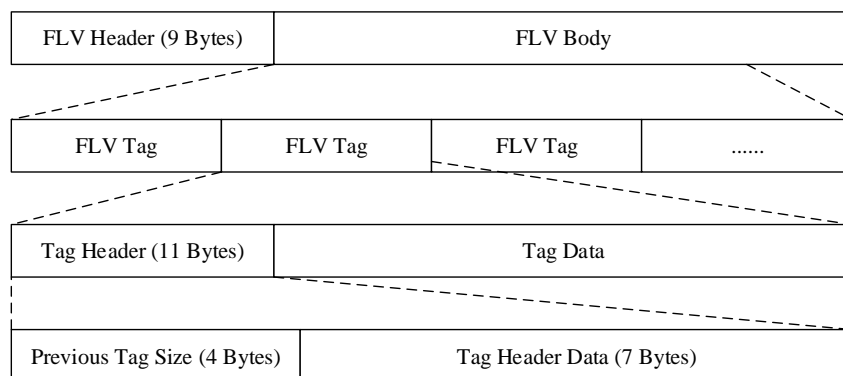 FLV Header (9 Bytes) FLV Body
FLV Tag FLV Tag FLV Tag ......
Tag Header (11 Bytes) Tag Data
Previous Tag Size (4 Bytes) Tag Header Data (7 Bytes)